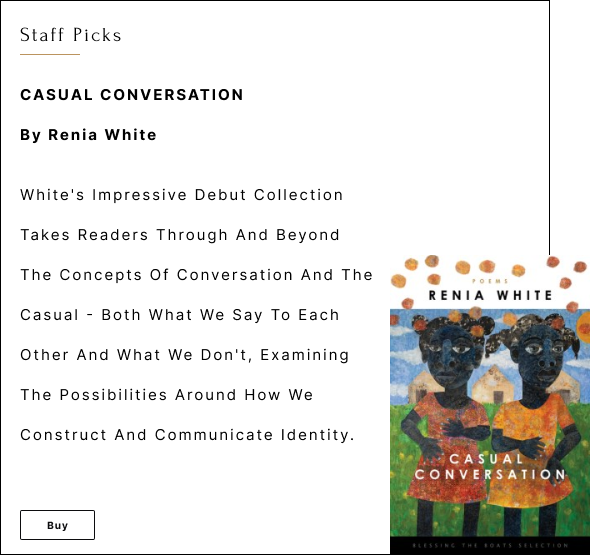 Staff Picks
CASUAL CONVERSATION
By Renia White
White's Impressive Debut Collection
Takes Readers Through And Beyond
The Concepts Of Conversation And The
Casual - Both What We Say To Each
Other And What We Don't, Examining
The Possibilities Around How We
Construct And Communicate Identity.
Buy
POEMS
RENIA WHITE
CASUAL
CONVERSATION
BLESSING THE BOATS SELECTION